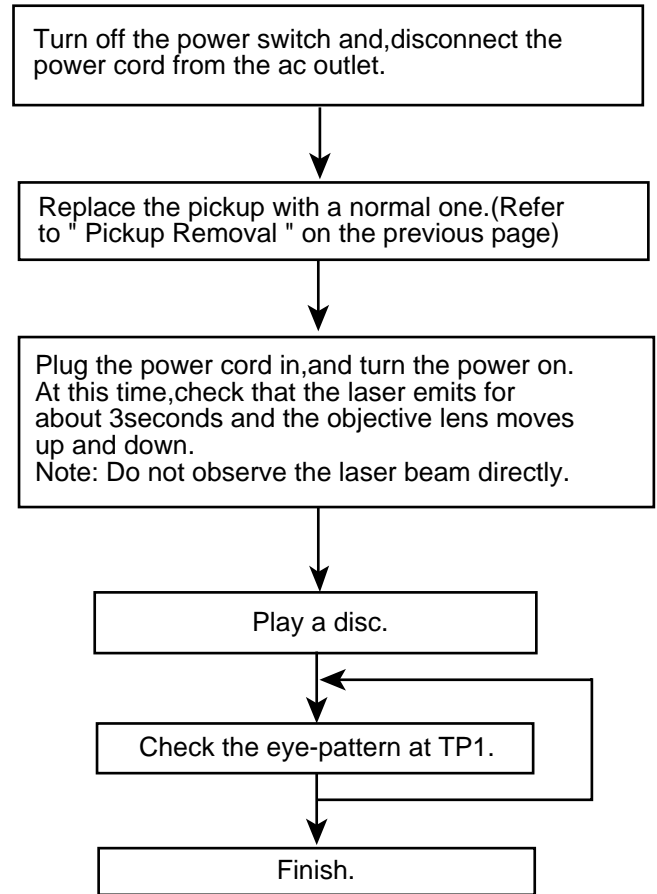 Turn off the power switch and,disconnect the
power cord from the ac outlet.
Replace the pickup with a normal one.(Refer
to " Pickup Removal " on the previous page)
Plug the power cord in,and turn the power on.
At this time,check that the laser emits for
about 3seconds and the objective lens moves
up and down.
Note: Do not observe the laser beam directly.
Play a disc.
Check the eye-pattern at TP1.
Finish.